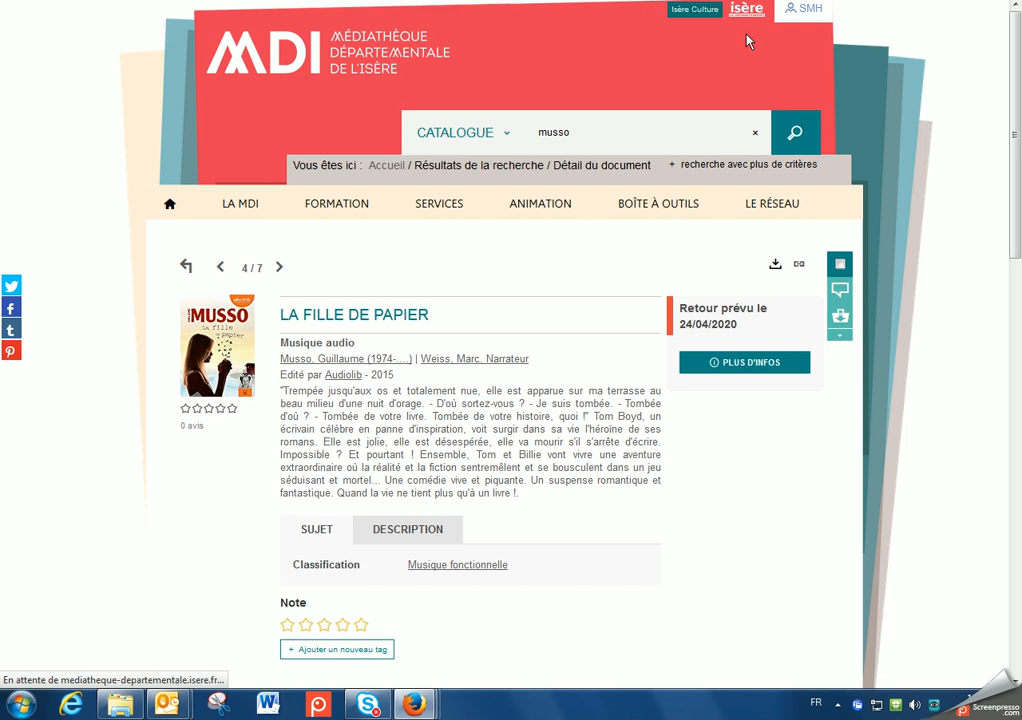 Isère Culture
isère
SMH
MDI
MÉDIATHÈQUE
DÉPARTEMENTALE
DE L'ISÈRE
CATALOGUE
musso
×
Vous êtes ici : Accueil / Résultats de la recherche / Détail du document
+ recherche avec plus de critères
LA MDI
FORMATION
SERVICES
ANIMATION
BOÎTE À OUTILS
LE RÉSEAU
4 / 7
MUSSO
la fille
papier
LA FILLE DE PAPIER
Musique audio
Musso, Guillaume (1974-....) | Weiss, Marc. Narrateur
Edité par Audiolib - 2015
"Trempée jusqu'aux os et totalement nue, elle est apparue sur ma terrasse au
beau milieu d'une nuit d'orage. - D'où sortez-vous ? - Je suis tombée. - Tombée
d'où ? - Tombée de votre livre. Tombée de votre histoire, quoi !" Tom Boyd, un
écrivain célèbre en panne d'inspiration, voit surgir dans sa vie l'héroïne de ses
romans. Elle est jolie, elle est désespérée, elle va mourir s'il s'arrête d'écrire.
Impossible ? Et pourtant ! Ensemble, Tom et Billie vont vivre une aventure
extraordinaire où la réalité et la fiction sentremêlent et se bousculent dans un jeu
séduisant et mortel... Une comédie vive et piquante. Un suspense romantique et
fantastique. Quand la vie ne tient plus qu'à un livre !.
0 avis
Retour prévu le
24/04/2020
PLUS D'INFOS
SUJET
DESCRIPTION
Classification
Musique fonctionnelle
Note
+ Ajouter un nouveau tag
En attente de mediatheque-departementale.isere.fr...
FR
Screenpresso
.com